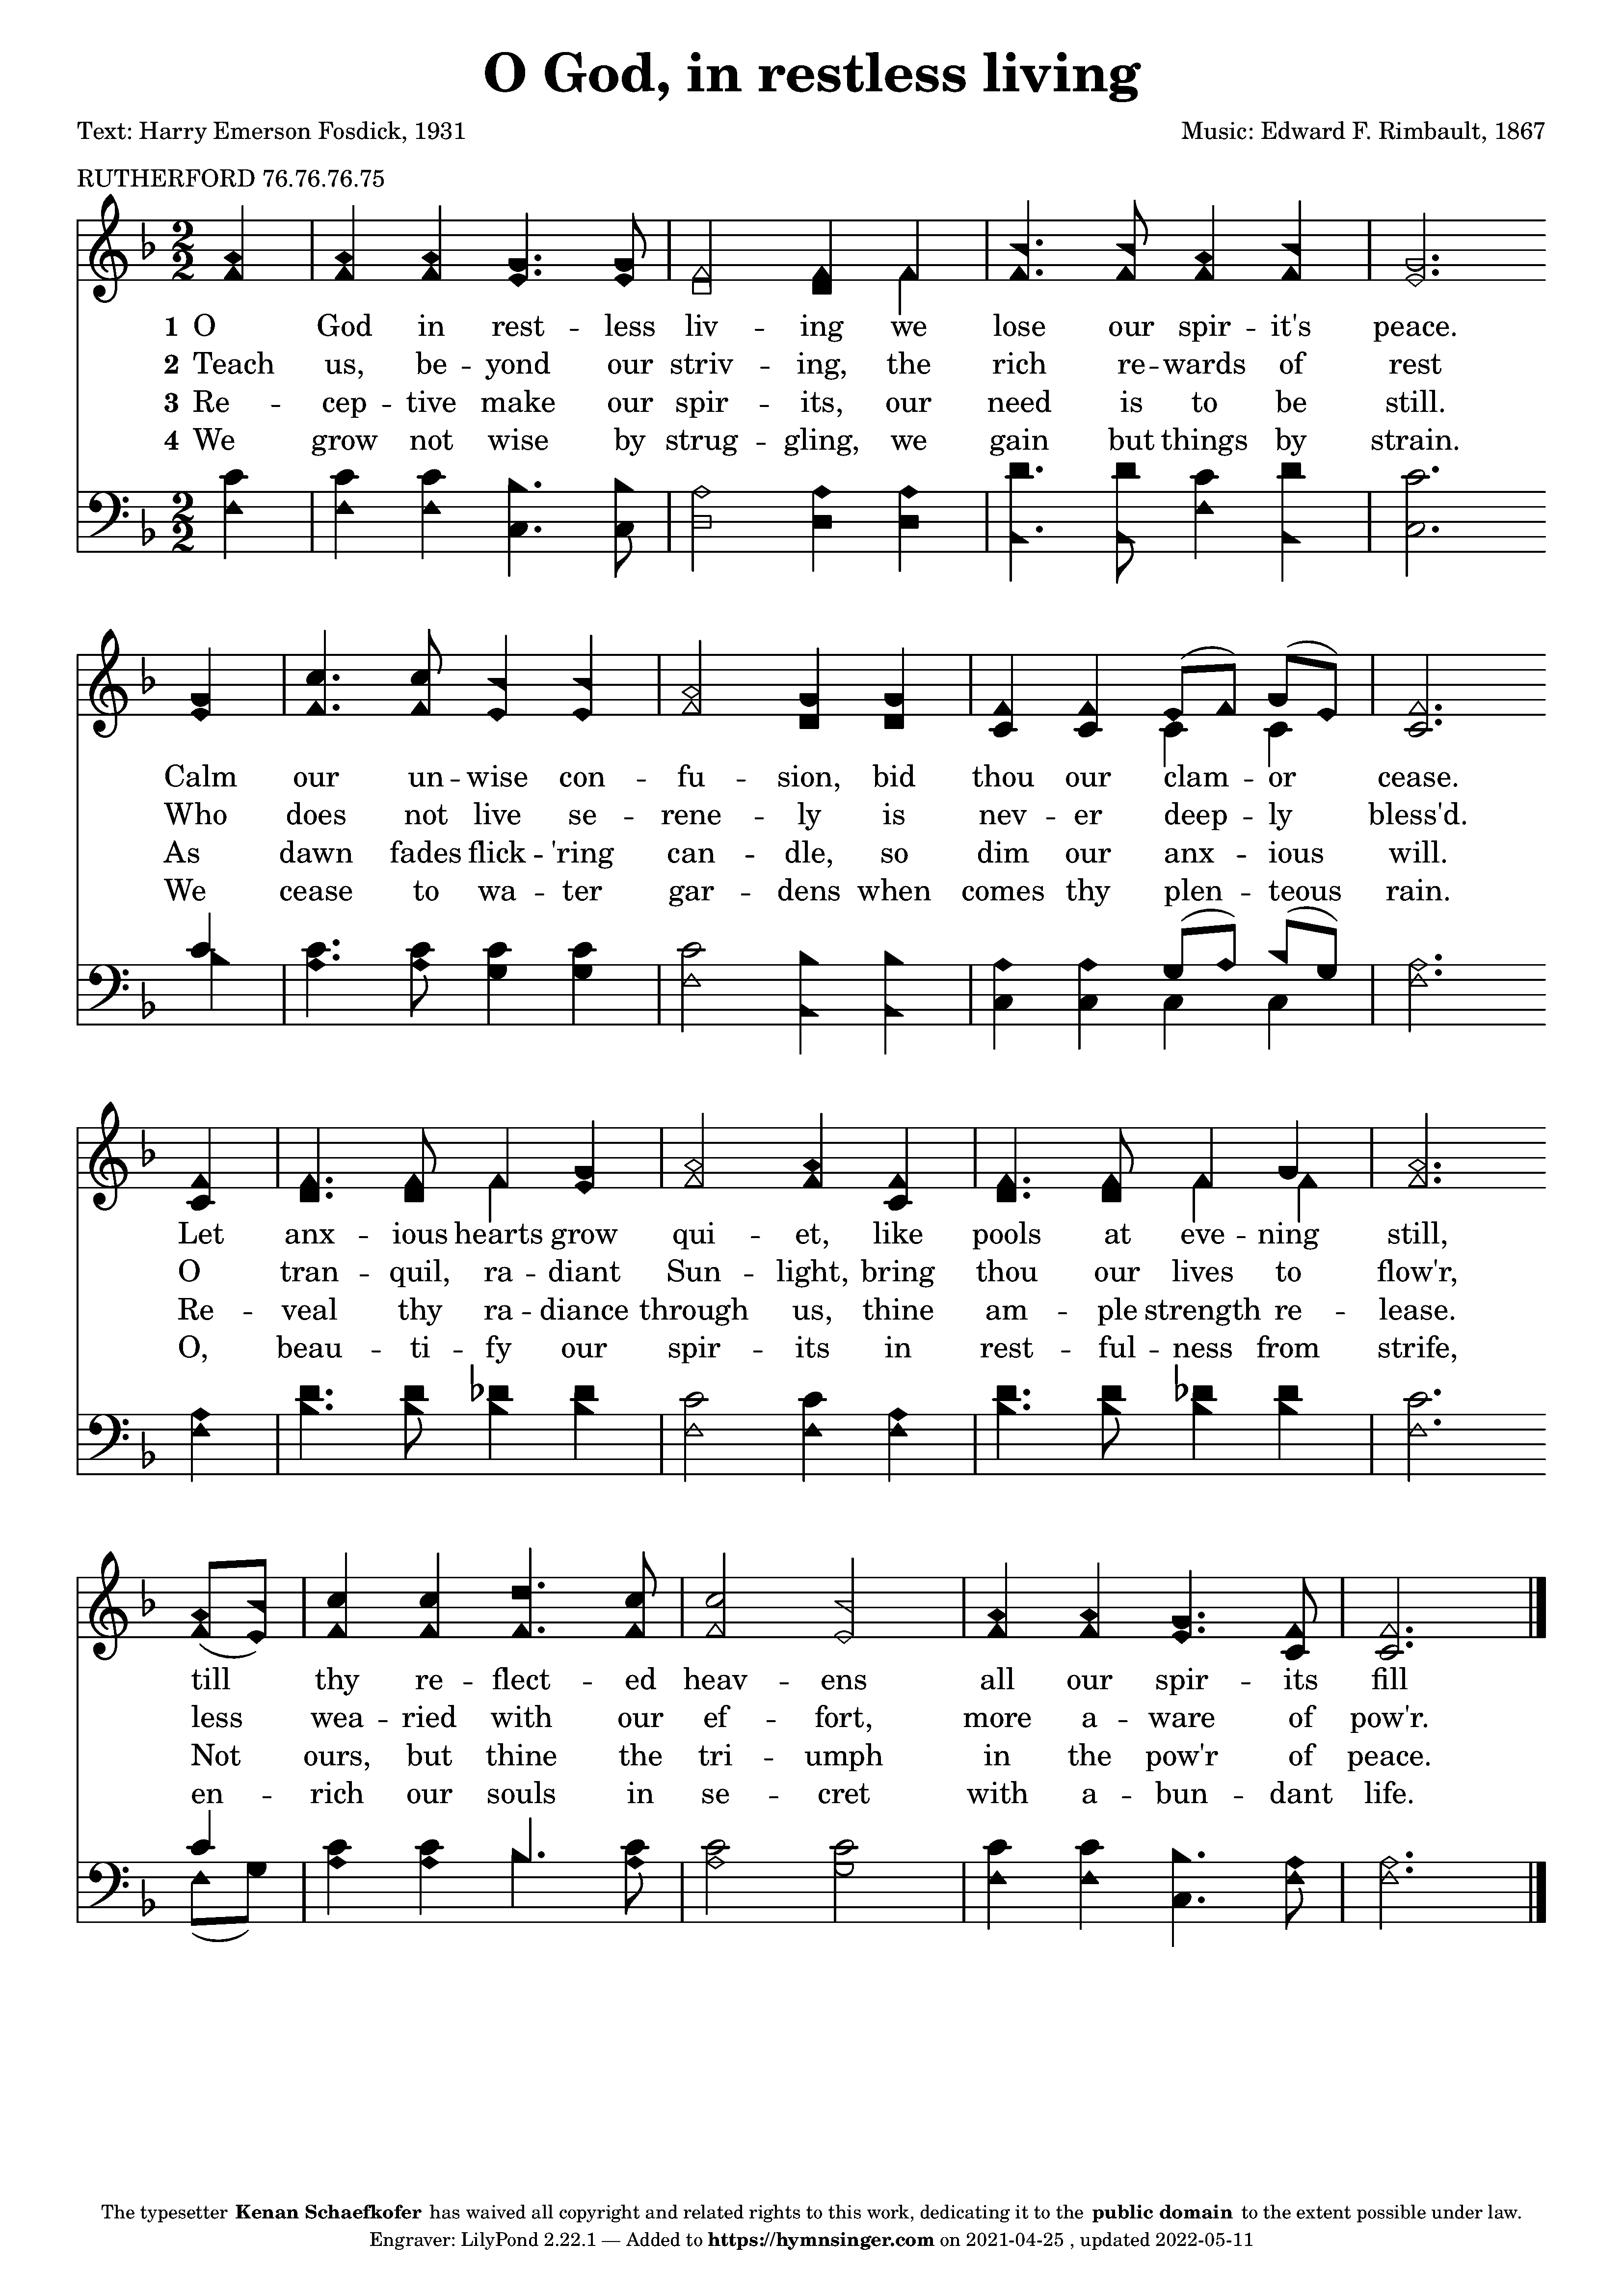 O God, in restless living
Text: Harry Emerson Fosdick, 1931
Music: Edward F. Rimbault, 1867
RUTHERFORD 76.76.76.75
1 O God in rest -- less liv -- ing we lose our spir -- it's peace.
2 Teach us, be -- yond our striv -- ing, the rich re -- wards of rest
3 Re -- cep -- tive make our spir -- its, our need is to be still.
4 We grow not wise by strug -- gling, we gain but things by strain.
Calm our un -- wise con -- fu -- sion, bid thou our clam -- or cease.
Who does not live se -- rene -- ly is nev -- er deep -- ly bless'd.
As dawn fades flick -- 'ring can -- dle, so dim our anx -- ious will.
We cease to wa -- ter gar -- dens when comes thy plen -- teous rain.
Let anx -- ious hearts grow qui -- et, like pools at eve -- ning still,
O tran -- quil, ra -- diant Sun -- light, bring thou our lives to flow'r,
Re -- veal thy ra -- diance through us, thine am -- ple strength re -- lease.
O, beau -- ti -- fy our spir -- its in rest -- ful -- ness from strife,
till thy re -- flect -- ed heav -- ens all our spir -- its fill
less wea -- ried with our ef -- fort, more a -- ware of pow'r.
Not ours, but thine the tri -- umph in the pow'r of peace.
en -- rich our souls in se -- cret with a -- bun -- dant life.
The typesetter Kenan Schaefkofer has waived all copyright and related rights to this work, dedicating it to the public domain to the extent possible under law.
Engraver: LilyPond 2.22.1 — Added to https://hymnsinger.com on 2021-04-25 , updated 2022-05-11